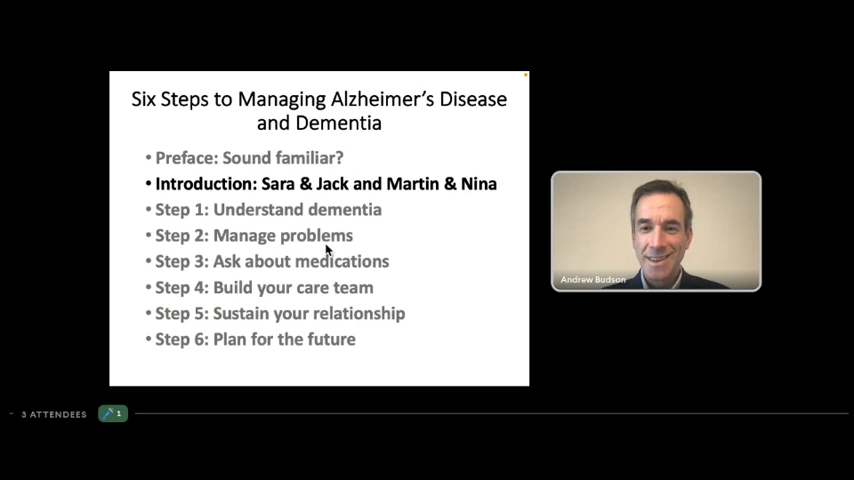 Six Steps to Managing Alzheimer's Disease
and Dementia
• Preface: Sound familiar?
• Introduction: Sara & Jack and Martin & Nina
• Step 1: Understand dementia
• Step 2: Manage problems
• Step 3: Ask about medications
• Step 4: Build your care team
• Step 5: Sustain your relationship
• Step 6: Plan for the future
Andrew Budson
3 ATTENDEES
1